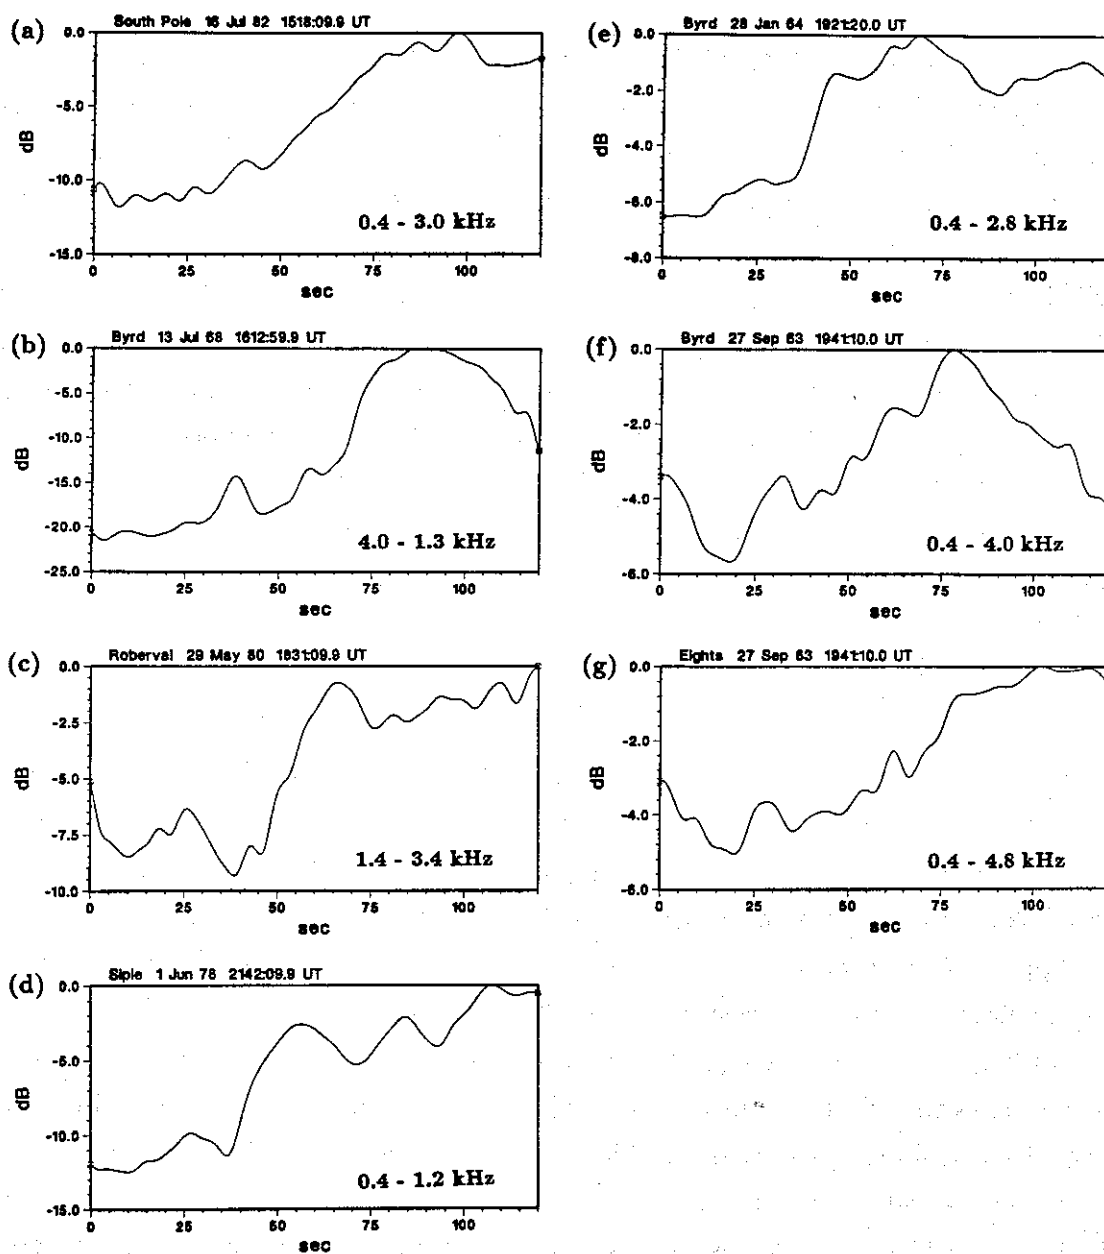 (a)
South Pole 16 Jul 82 1518:09.9 UT
0.0
-5.0
-10.0
-15.0
dB
0.4 - 3.0 kHz
0 25 50 75 100
sec
(b)
Byrd 13 Jul 68 1612:59.9 UT
0.0
-5.0
-10.0
-15.0
-20.0
-25.0
dB
4.0 - 1.3 kHz
0 25 50 75 100
sec
(c)
Roberval 29 May 80 1831:09.9 UT
0.0
-2.5
-5.0
-7.5
-10.0
dB
1.4 - 3.4 kHz
0 25 50 75 100
sec
(d)
Siple 1 Jun 78 2142:09.9 UT
0.0
-5.0
-10.0
-15.0
dB
0.4 - 1.2 kHz
0 25 50 75 100
sec
(e)
Byrd 28 Jan 64 1921:20.0 UT
0.0
-2.0
-4.0
-6.0
-8.0
dB
0.4 - 2.8 kHz
0 25 50 75 100
sec
(f)
Byrd 27 Sep 63 1941:10.0 UT
0.0
-2.0
-4.0
-6.0
dB
0.4 - 4.0 kHz
0 25 50 75 100
sec
(g)
Eights 27 Sep 63 1941:10.0 UT
0.0
-2.0
-4.0
-6.0
dB
0.4 - 4.8 kHz
0 25 50 75 100
sec